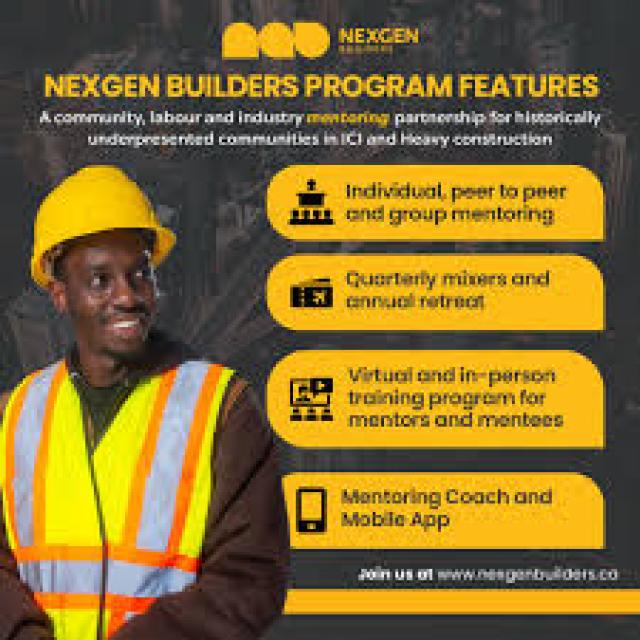 NEXGEN
BUILDERS
NEXGEN BUILDERS PROGRAM FEATURES
A community, labour and industry mentoring partnership for historically
underpresented communities in ICI and Heavy construction
Individual, peer to peer
and group mentoring
Quarterly mixers and
annual retreat
Virtual and in-person
training program for
mentors and mentees
Mentoring Coach and
Mobile App
Join us at www.nexgenbuilders.ca